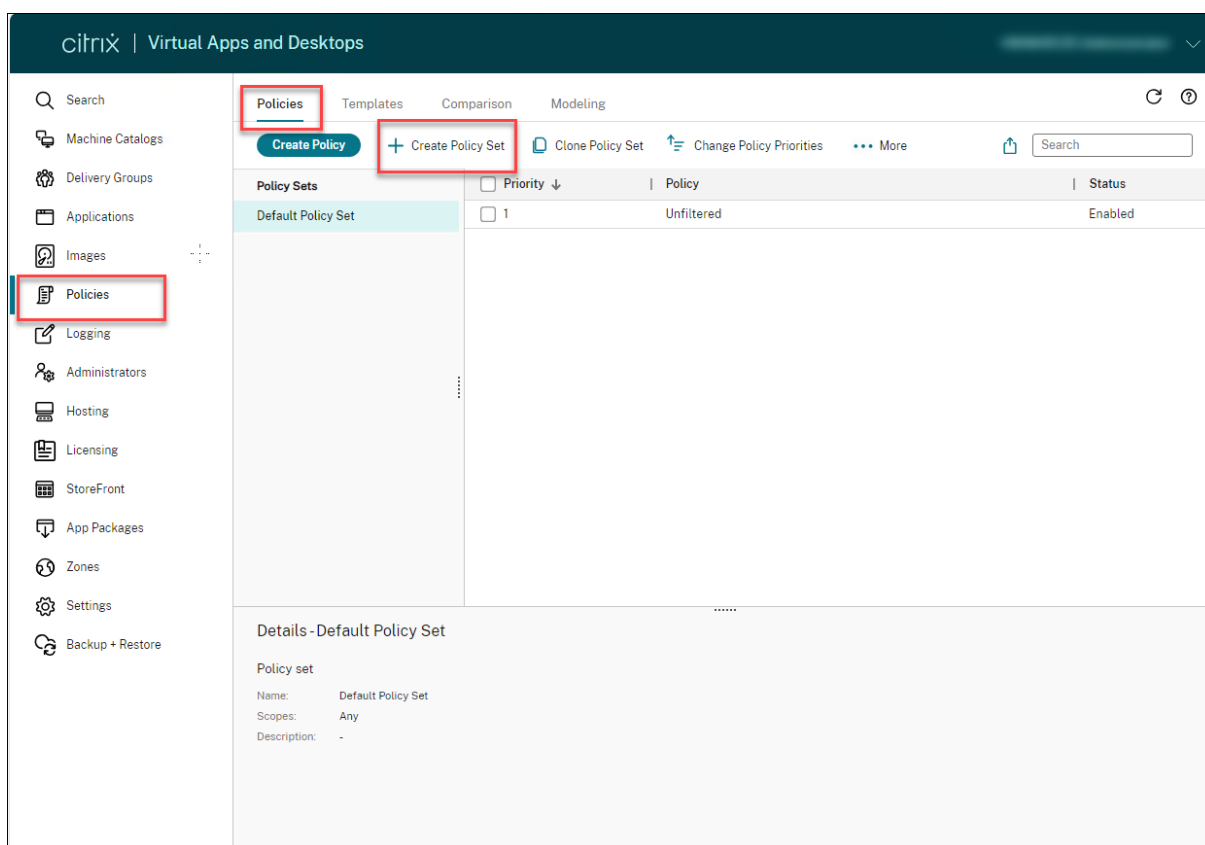 citrix | Virtual Apps and Desktops
Search
Machine Catalogs
Delivery Groups
Applications
Images
Policies
Logging
Administrators
Hosting
Licensing
StoreFront
App Packages
Zones
Settings
Backup + Restore
Policies Templates Comparison Modeling
Create Policy + Create Policy Set Clone Policy Set Change Policy Priorities ••• More Search
Policy Sets
Default Policy Set
Priority ↓ | Policy | Status
1 Unfiltered Enabled
Details - Default Policy Set
Policy set
Name: Default Policy Set
Scopes: Any
Description: -